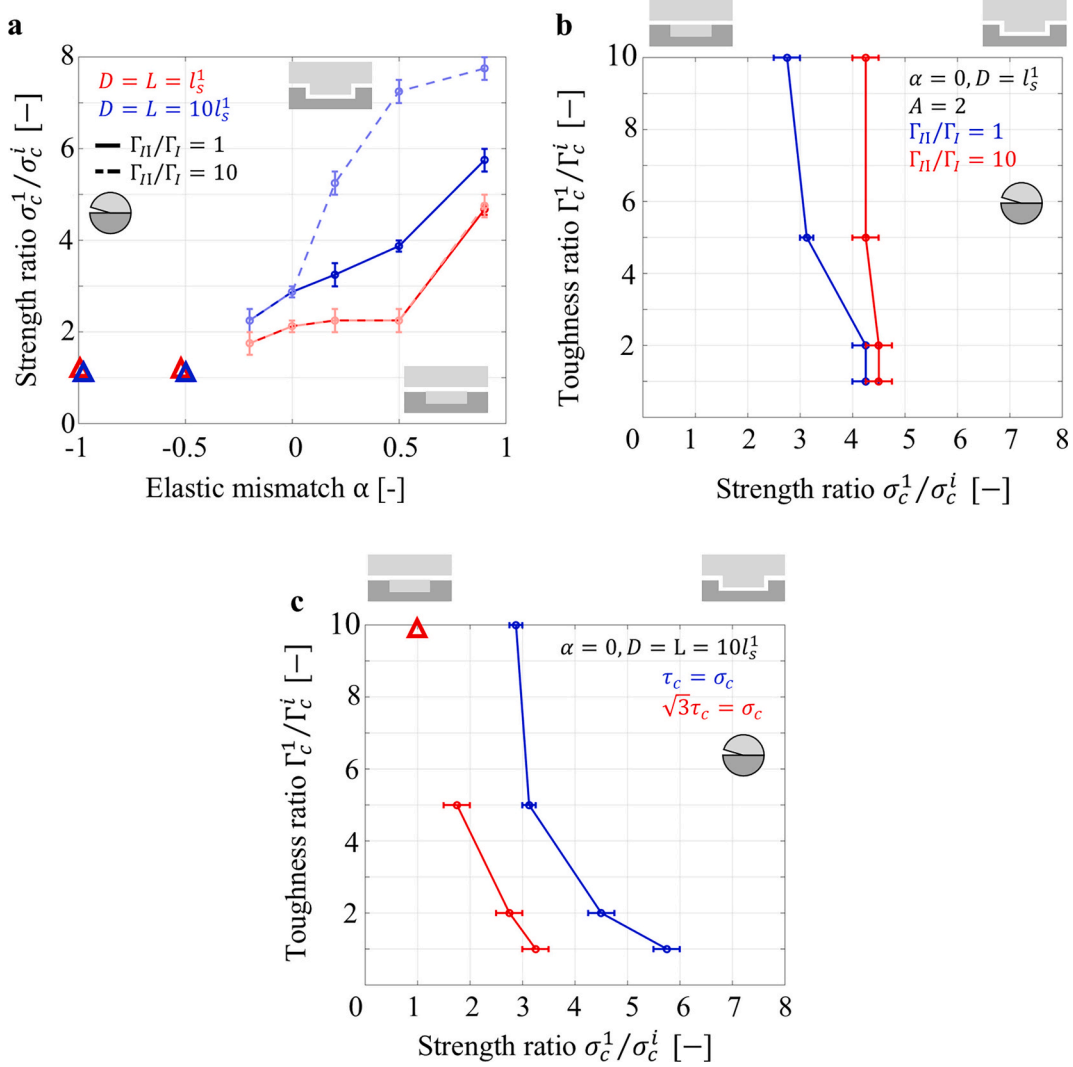 a
8
6
4
2
0
-1
-0.5
0
0.5
1
Strength ratio σ_c^1/σ_c^i [−]
Elastic mismatch α [-]
D = L = l_s^1
D = L = 10l_s^1
Γ_II/Γ_I = 1
Γ_II/Γ_I = 10
b
10
8
6
4
2
0
1
2
3
4
5
6
7
8
Toughness ratio Γ_c^1/Γ_c^i [−]
Strength ratio σ_c^1/σ_c^i [−]
α = 0, D = l_s^1
A = 2
Γ_II/Γ_I = 1
Γ_II/Γ_I = 10
c
10
8
6
4
2
0
1
2
3
4
5
6
7
8
Toughness ratio Γ_c^1/Γ_c^i [−]
Strength ratio σ_c^1/σ_c^i [−]
α = 0, D = L = 10l_s^1
τ_c = σ_c
√3τ_c = σ_c